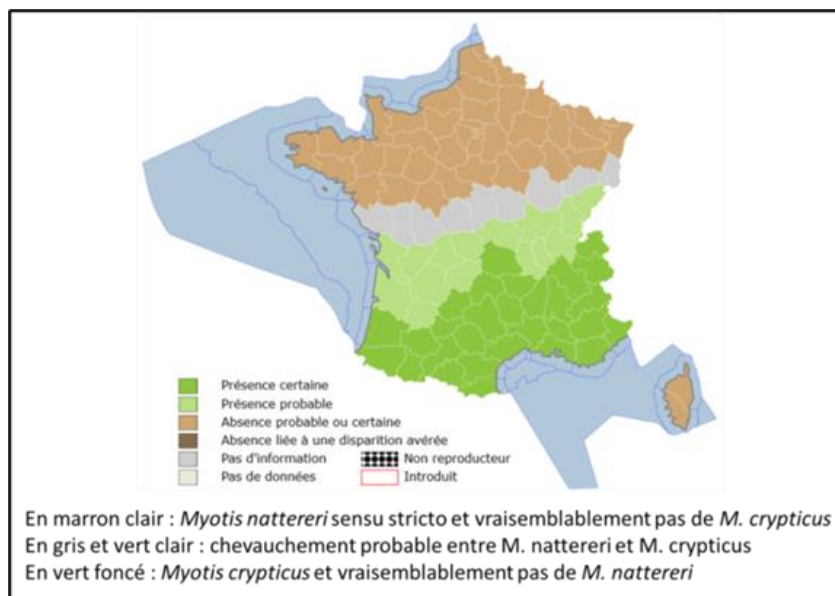 Présence certaine
Présence probable
Absence probable ou certaine
Absence liée à une disparition avérée
Pas d'information
Non reproducteur
Pas de données
Introduit
En marron clair : Myotis nattereri sensu stricto et vraisemblablement pas de M. crypticus
En gris et vert clair : chevauchement probable entre M. nattereri et M. crypticus
En vert foncé : Myotis crypticus et vraisemblablement pas de M. nattereri